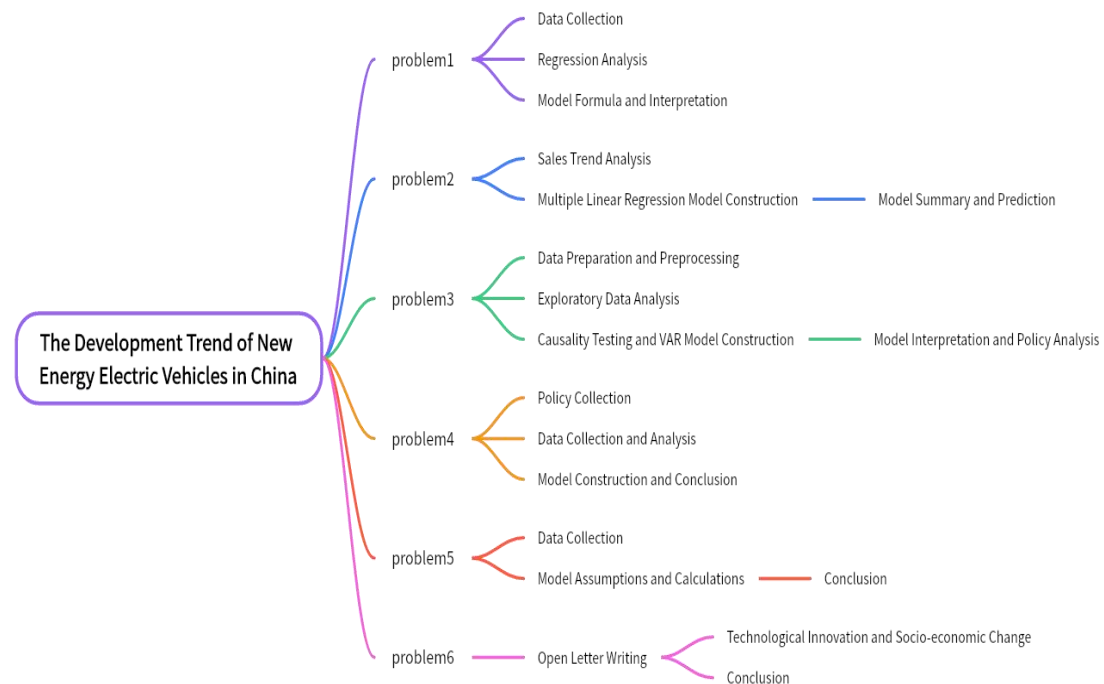 The Development Trend of New
Energy Electric Vehicles in China
problem1
Data Collection
Regression Analysis
Model Formula and Interpretation
problem2
Sales Trend Analysis
Multiple Linear Regression Model Construction
Model Summary and Prediction
problem3
Data Preparation and Preprocessing
Exploratory Data Analysis
Causality Testing and VAR Model Construction
Model Interpretation and Policy Analysis
problem4
Policy Collection
Data Collection and Analysis
Model Construction and Conclusion
problem5
Data Collection
Model Assumptions and Calculations
Conclusion
problem6
Open Letter Writing
Technological Innovation and Socio-economic Change
Conclusion